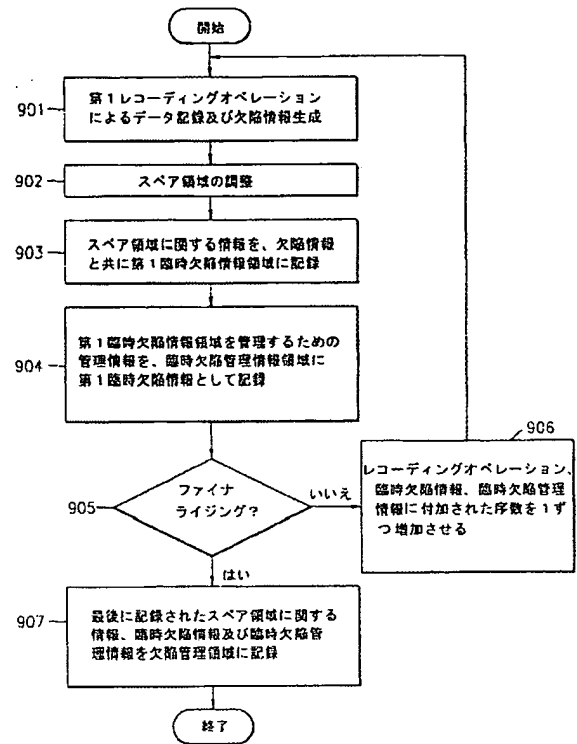 開始
901
第1レコーディングオペレーション
によるデータ記録及び欠陥情報生成
902
スペア領域の調整
903
スペア領域に関する情報を、欠陥情報
と共に第1臨時欠陥情報領域に記録
904
第1臨時欠陥情報領域を管理するための
管理情報を、臨時欠陥管理情報領域に
第1臨時欠陥情報として記録
905
ファイナ
ライジング?
いいえ
906
レコーディングオペレーション、
臨時欠陥情報、臨時欠陥管理
情報に付加された序数を1ず
つ増加させる
はい
907
最後に記録されたスペア領域に関する
情報、臨時欠陥情報及び臨時欠陥管
理情報を欠陥管理領域に記録
終了